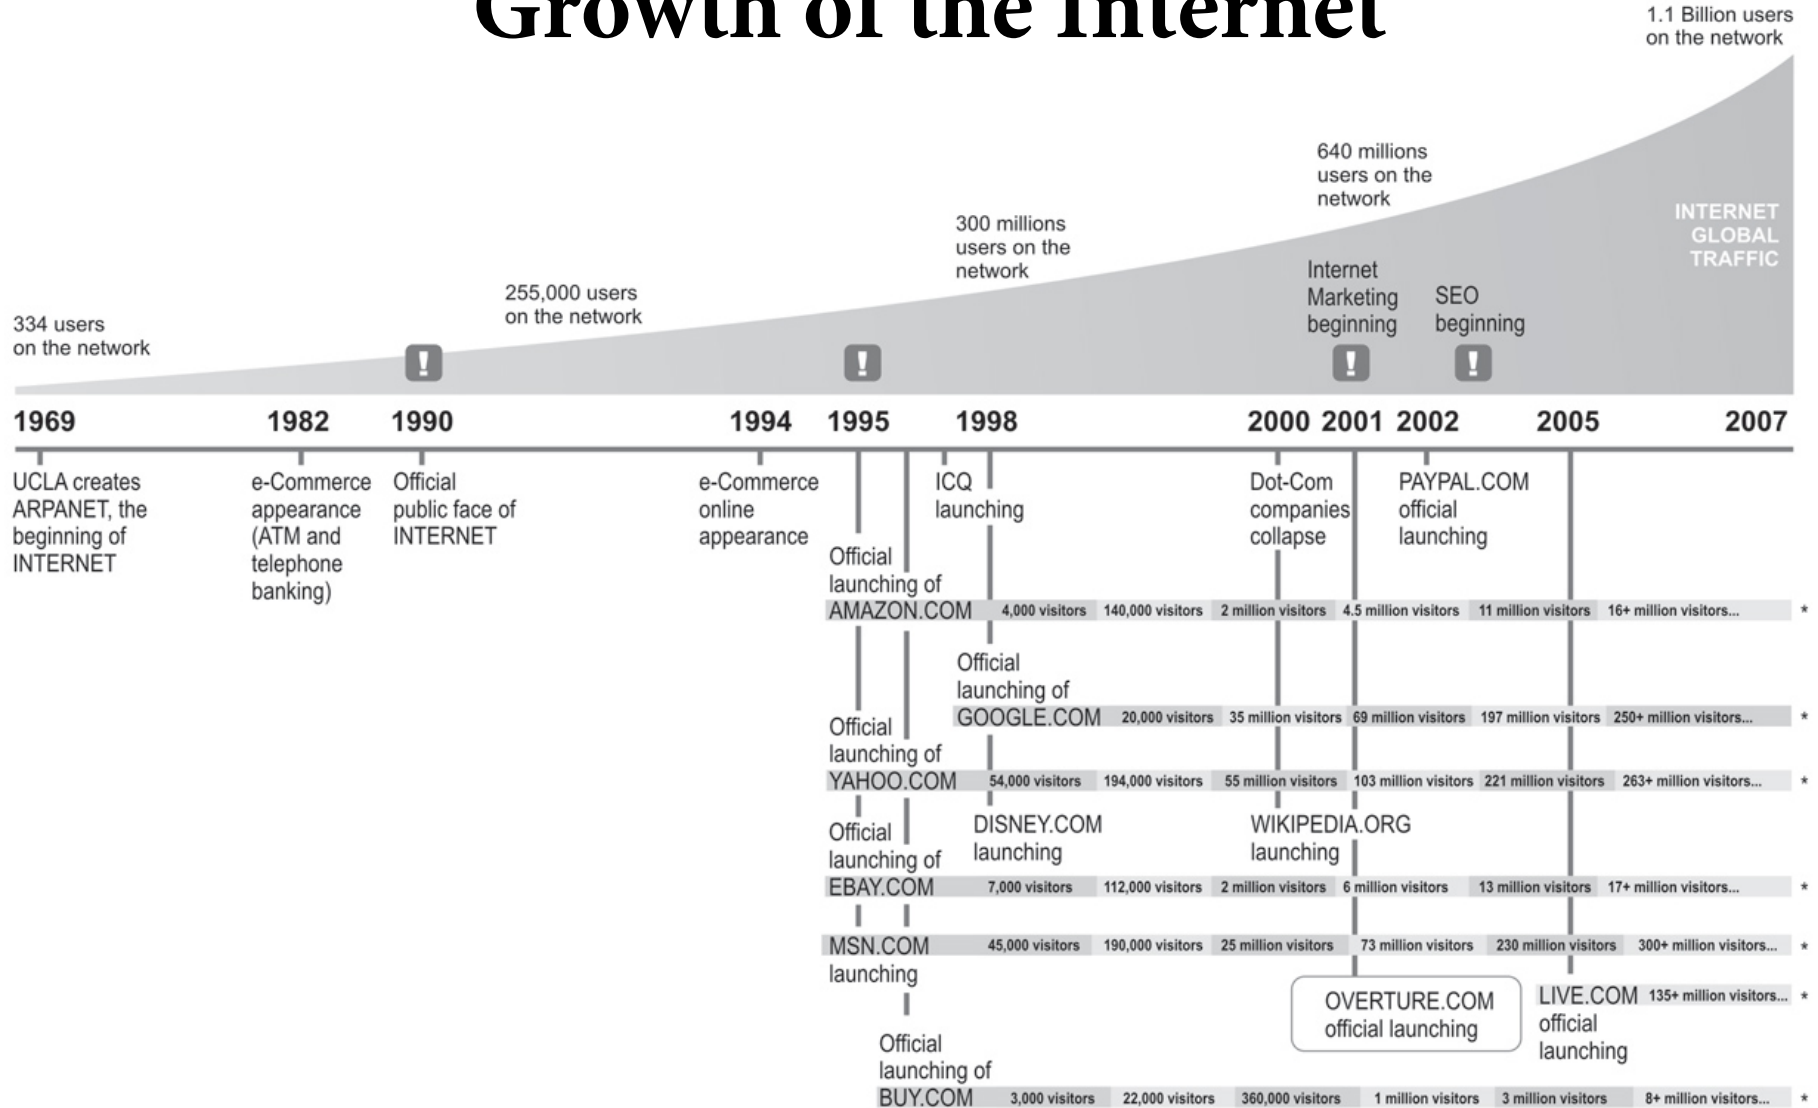 Growth of the Internet
1.1 Billion users
on the network
640 millions
users on the
network
300 millions
users on the
network
255,000 users
on the network
334 users
on the network
INTERNET
GLOBAL
TRAFFIC
Internet
Marketing
beginning
SEO
beginning
!
!
!
!
1969
1982
1990
1994
1995
1998
2000
2001
2002
2005
2007
UCLA creates
ARPANET, the
beginning of
INTERNET
e-Commerce
appearance
(ATM and
telephone
banking)
Official
public face of
INTERNET
e-Commerce
online
appearance
ICQ
launching
Dot-Com
companies
collapse
PAYPAL.COM
official
launching
Official
launching of
AMAZON.COM 4,000 visitors 140,000 visitors 2 million visitors 4.5 million visitors 11 million visitors 16+ million visitors... *
Official
launching of
GOOGLE.COM 20,000 visitors 35 million visitors 69 million visitors 197 million visitors 250+ million visitors... *
Official
launching of
YAHOO.COM 54,000 visitors 194,000 visitors 55 million visitors 103 million visitors 221 million visitors 263+ million visitors... *
DISNEY.COM
launching
WIKIPEDIA.ORG
launching
Official
launching of
EBAY.COM 7,000 visitors 112,000 visitors 2 million visitors 6 million visitors 13 million visitors 17+ million visitors... *
MSN.COM 45,000 visitors 190,000 visitors 25 million visitors 73 million visitors 230 million visitors 300+ million visitors... *
launching
OVERTURE.COM
official launching
LIVE.COM 135+ million visitors... *
official
launching
Official
launching of
BUY.COM 3,000 visitors 22,000 visitors 360,000 visitors 1 million visitors 3 million visitors 8+ million visitors... *